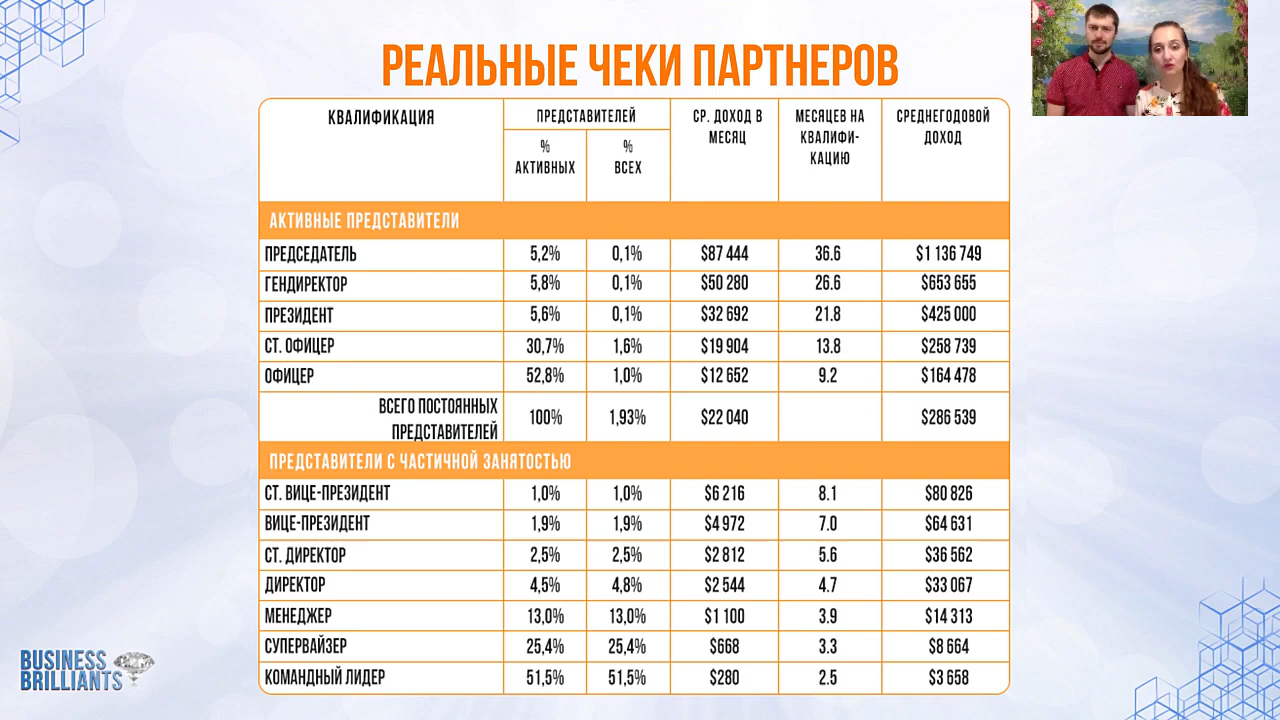 РЕАЛЬНЫЕ ЧЕКИ ПАРТНЕРОВ
КВАЛИФИКАЦИЯ
ПРЕДСТАВИТЕЛЕЙ
%
АКТИВНЫХ
%
ВСЕХ
СР. ДОХОД В
МЕСЯЦ
МЕСЯЦЕВ НА
КВАЛИФИ-
КАЦИЮ
СРЕДНЕГОДОВОЙ
ДОХОД
АКТИВНЫЕ ПРЕДСТАВИТЕЛИ
ПРЕДСЕДАТЕЛЬ 5,2% 0,1% $87 444 36.6 $1 136 749
ГЕНДИРЕКТОР 5,8% 0,1% $50 280 26.6 $653 655
ПРЕЗИДЕНТ 5,6% 0,1% $32 692 21.8 $425 000
СТ. ОФИЦЕР 30,7% 1,6% $19 904 13.8 $258 739
ОФИЦЕР 52,8% 1,0% $12 652 9.2 $164 478
ВСЕГО ПОСТОЯННЫХ
ПРЕДСТАВИТЕЛЕЙ 100% 1,93% $22 040 $286 539
ПРЕДСТАВИТЕЛИ С ЧАСТИЧНОЙ ЗАНЯТОСТЬЮ
СТ. ВИЦЕ-ПРЕЗИДЕНТ 1,0% 1,0% $6 216 8.1 $80 826
ВИЦЕ-ПРЕЗИДЕНТ 1,9% 1,9% $4 972 7.0 $64 631
СТ. ДИРЕКТОР 2,5% 2,5% $2 812 5.6 $36 562
ДИРЕКТОР 4,5% 4,8% $2 544 4.7 $33 067
МЕНЕДЖЕР 13,0% 13,0% $1 100 3.9 $14 313
СУПЕРВАЙЗЕР 25,4% 25,4% $668 3.3 $8 664
КОМАНДНЫЙ ЛИДЕР 51,5% 51,5% $280 2.5 $3 658
BUSINESS
BRILLIANTS